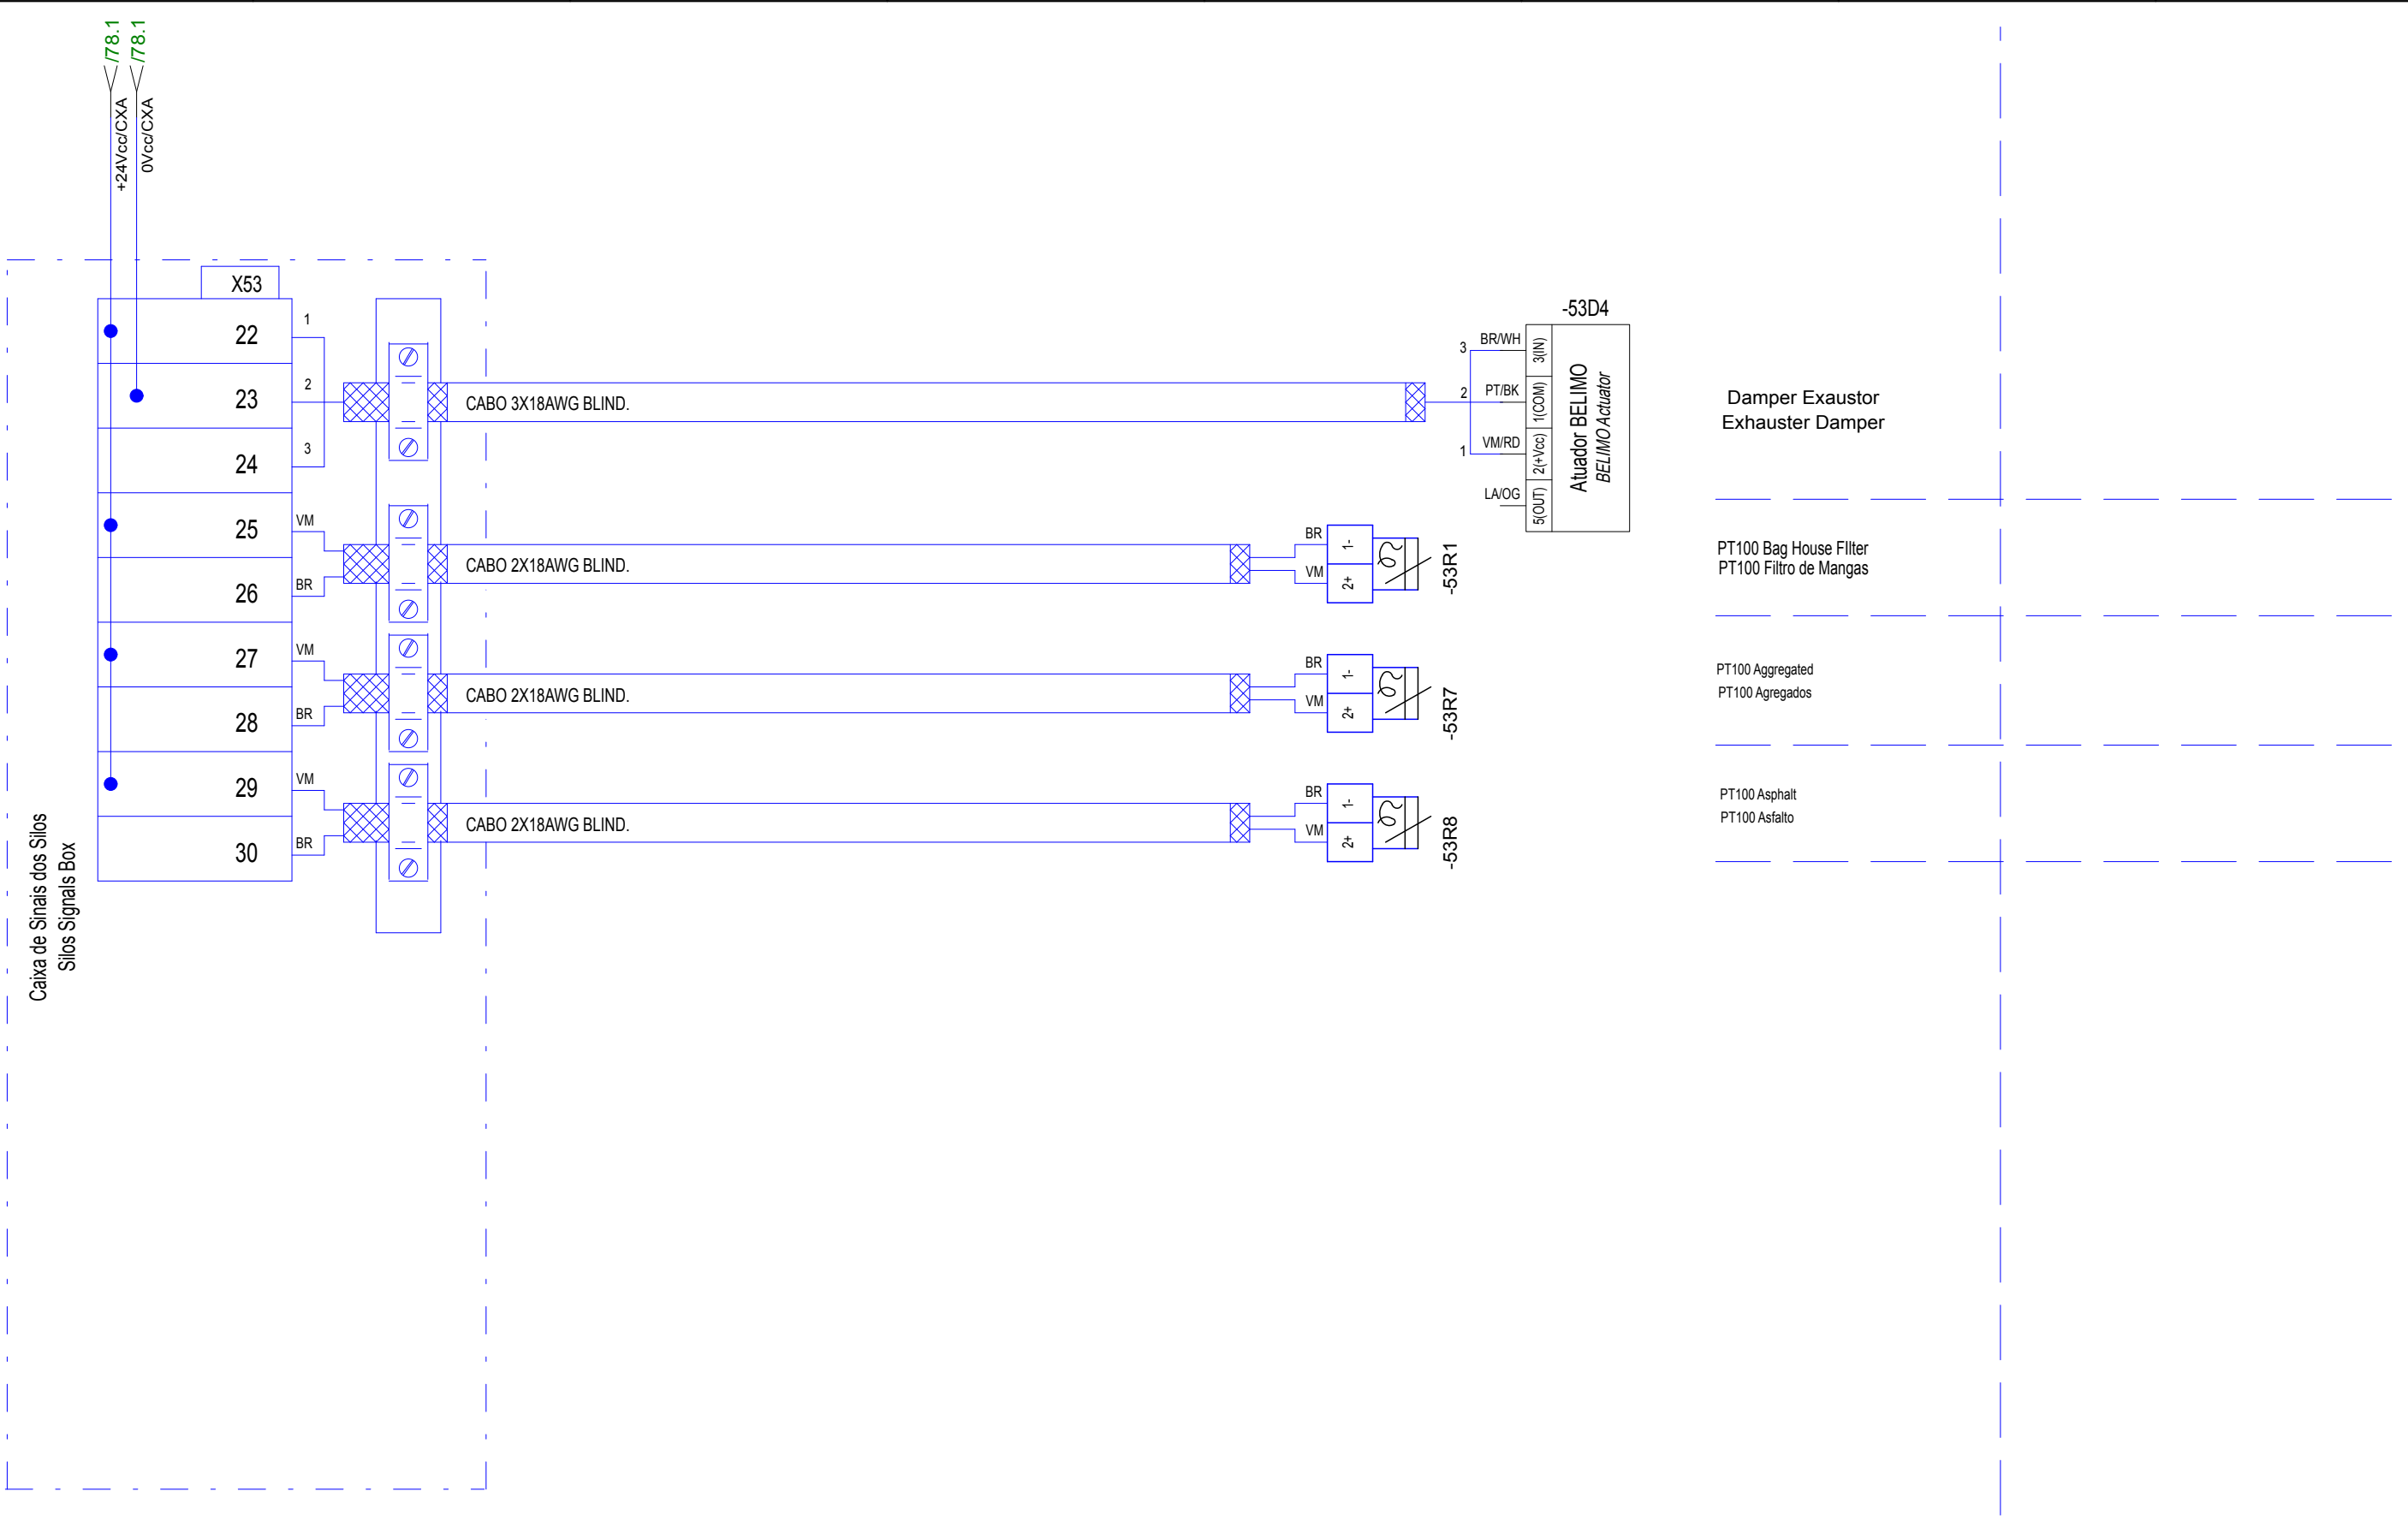 /78.1
/78.1
+24Vcc/CXA
0Vcc/CXA
X53
22
23
24
25
26
27
28
29
30
1
2
3
VM
BR
VM
BR
VM
BR
Caixa de Sinais dos Silos
Silos Signals Box
CABO 3X18AWG BLIND.
CABO 2X18AWG BLIND.
CABO 2X18AWG BLIND.
CABO 2X18AWG BLIND.
-53D4
3 BR/WH 3(IN)
2 PT/BK 1(COM)
1 VM/RD 2(+Vcc)
LA/OG 5(OUT)
Atuador BELIMO
BELIMO Actuator
BR 1-
VM 2+
-53R1
BR 1-
VM 2+
-53R7
BR 1-
VM 2+
-53R8
Damper Exaustor
Exhauster Damper
PT100 Bag House FIlter
PT100 Filtro de Mangas
PT100 Aggregated
PT100 Agregados
PT100 Asphalt
PT100 Asfalto